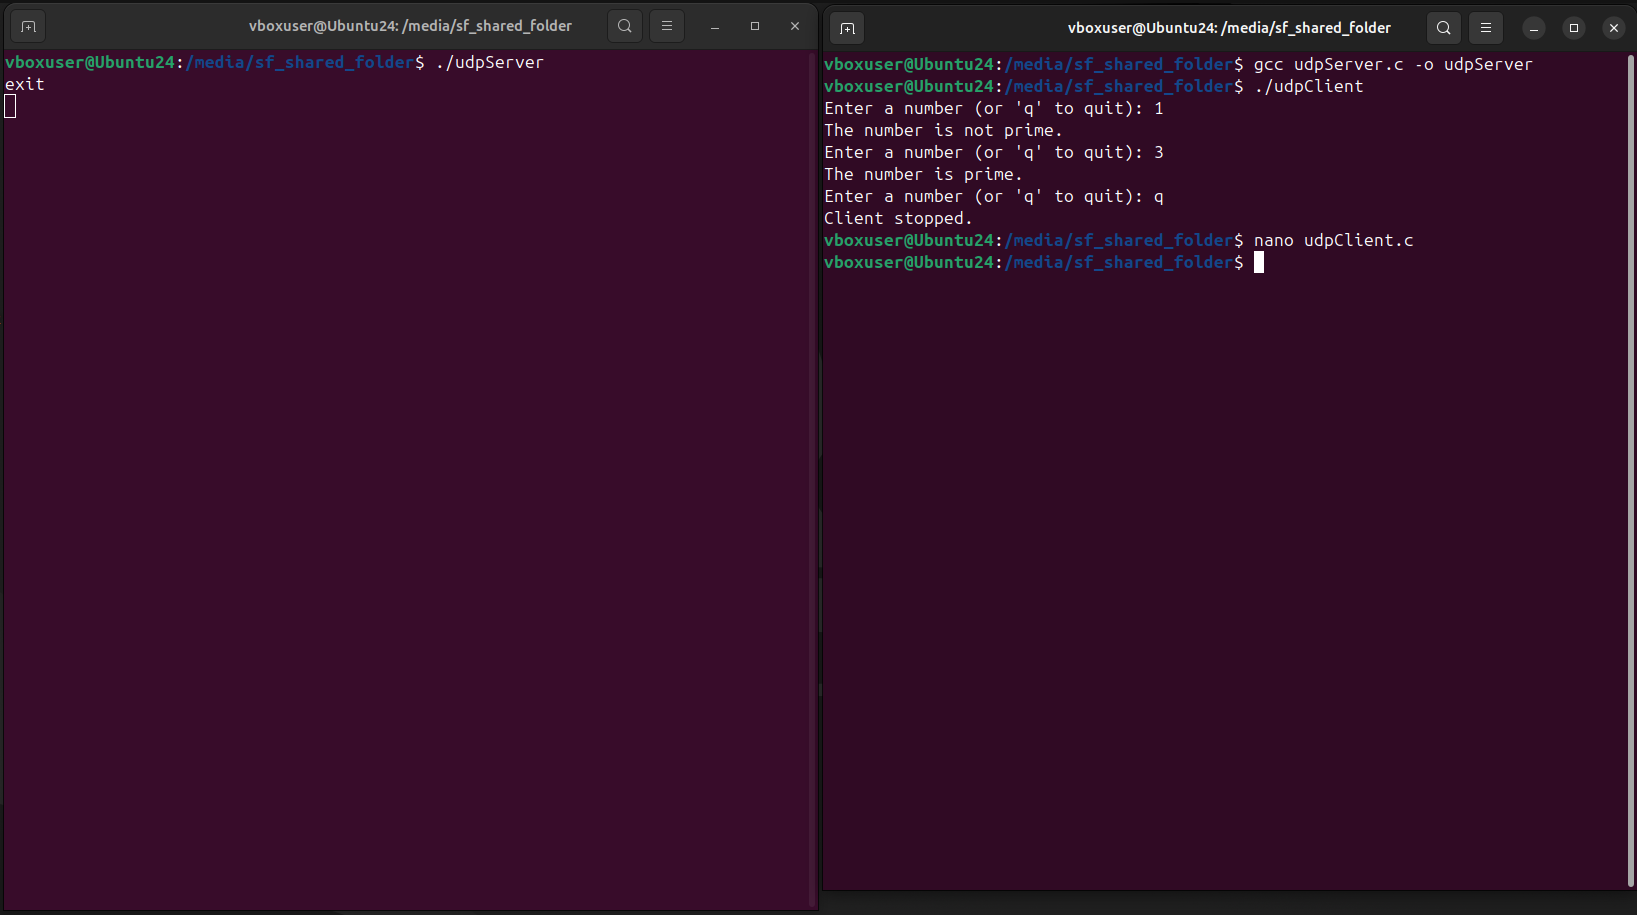 vboxuser@Ubuntu24: /media/sf_shared_folder
vboxuser@Ubuntu24:/media/sf_shared_folder$ ./udpServer
exit
vboxuser@Ubuntu24: /media/sf_shared_folder
vboxuser@Ubuntu24:/media/sf_shared_folder$ gcc udpServer.c -o udpServer
vboxuser@Ubuntu24:/media/sf_shared_folder$ ./udpClient
Enter a number (or 'q' to quit): 1
The number is not prime.
Enter a number (or 'q' to quit): 3
The number is prime.
Enter a number (or 'q' to quit): q
Client stopped.
vboxuser@Ubuntu24:/media/sf_shared_folder$ nano udpClient.c
vboxuser@Ubuntu24:/media/sf_shared_folder$